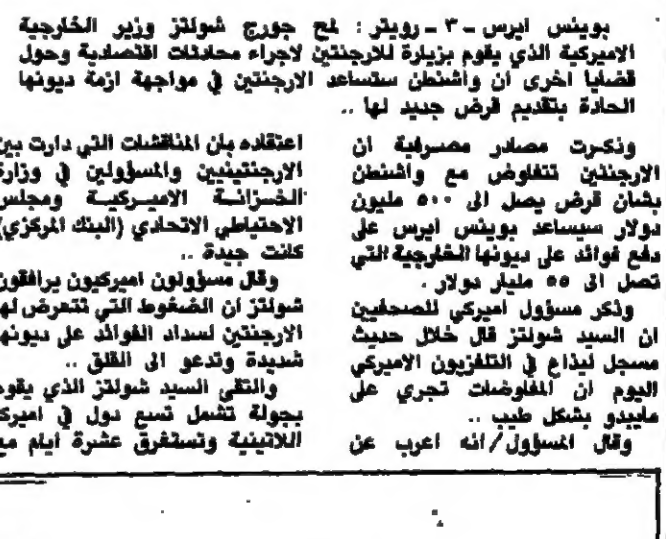 بوينس ايرس ـ ٣ ـ رويتر : لمح جورج شولتز وزير الخارجية
الاميركية الذي يقوم بزيارة للارجنتين لاجراء محادثات اقتصادية وحول
قضايا اخرى ان واشنطن ستساعد الارجنتين في مواجهة ازمة ديونها
الحادة بتقديم قرض جديد لها ..
وذكرت مصادر مصرفية ان
الارجنتين تتفاوض مع واشنطن
بشان قرض يصل الى ٥٠٠ مليون
دولار سيساعد بوينس ايرس على
دفع فوائد على ديونها الخارجية التي
تصل الى ٥٥ مليار دولار .
وذكر مسؤول اميركي للصحفيين
ان السيد شولتز قال خلال حديث
مسجل ليذاع في التلفزيون الاميركي
اليوم ان المفاوضات تجري على
مايبدو بشكل طيب ..
وقال المسؤول/ انه اعرب عن
اعتقاده بان المناقشات التي دارت بين
الارجنتينيين والمسؤولين في وزارة
الخسزانة الاميركية ومجلس
الاحتياطي الاتحادي (البنك المركزي)
كانت جيدة ..
وقال مسؤولون اميركيون يرافقون
شولتز ان الضغوط التي تتعرض لها
الارجنتين لسداد الفوائد على ديونها
شديدة وتدعو الى القلق ..
والتقى السيد شولتز الذي يقوم
بجولة تشمل تسع دول في اميركا
اللاتينية وتستغرق عشرة ايام مع